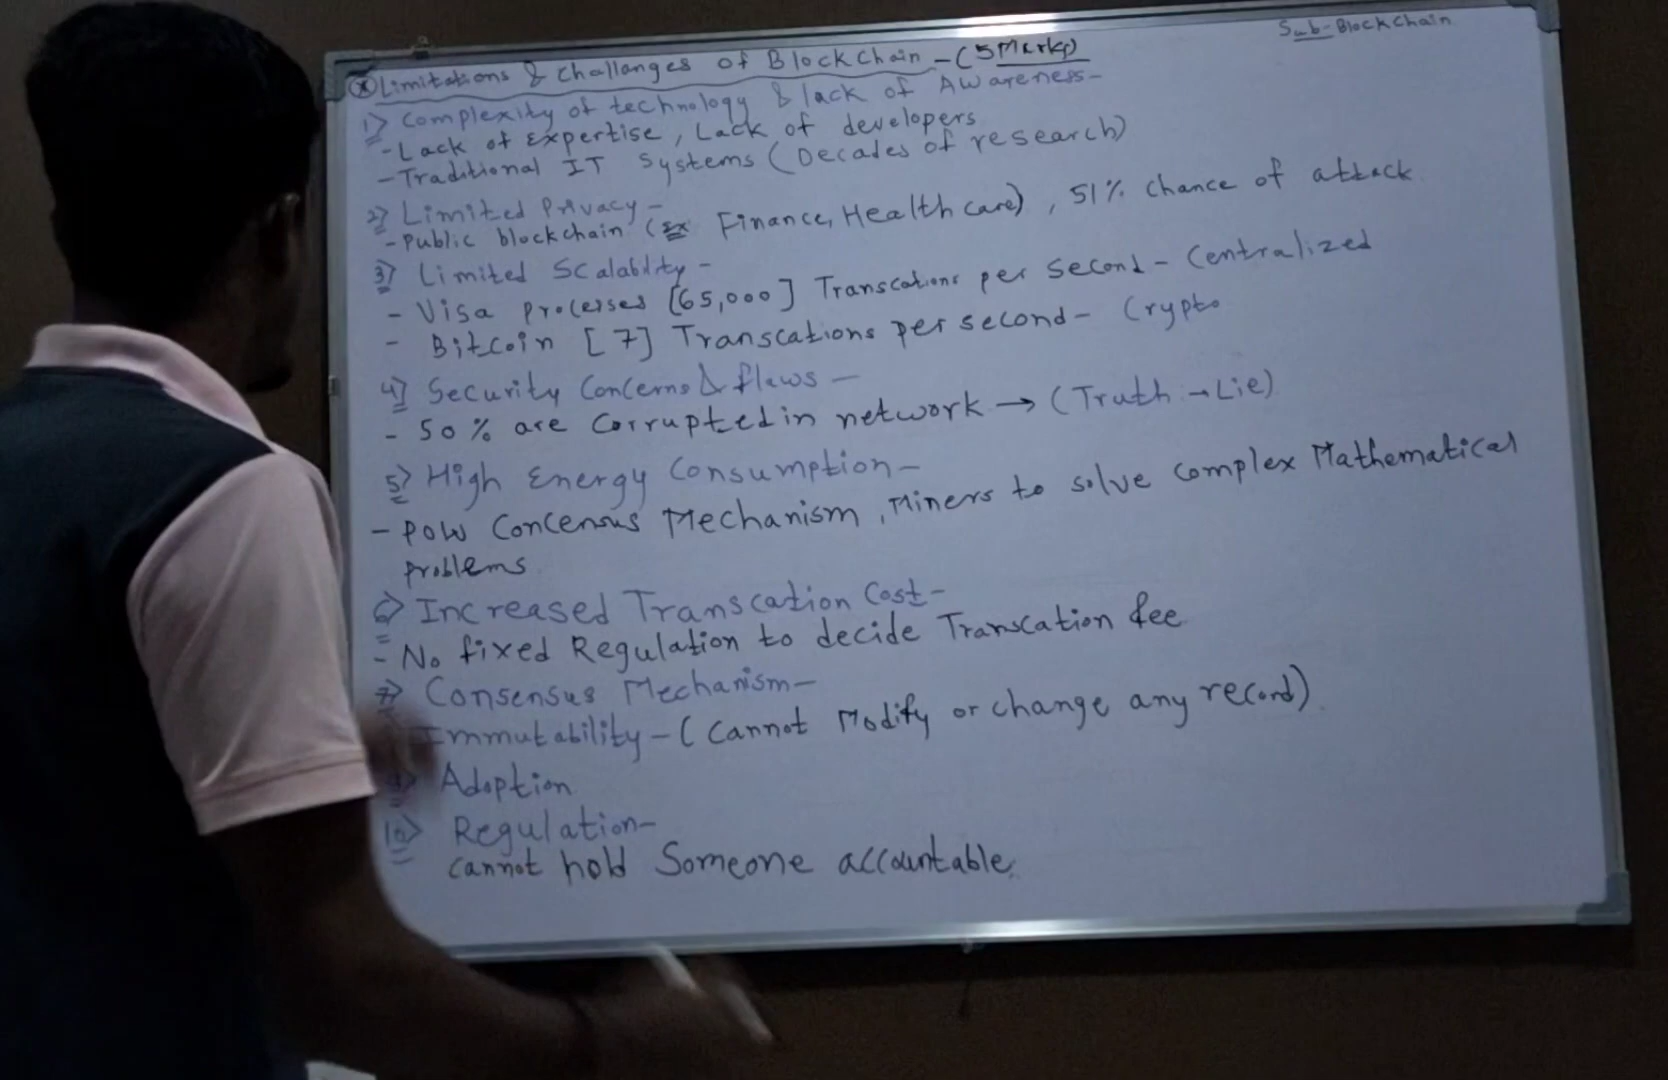 Sub-BlockChain
Limitations & challanges of BlockChain - (5 Marks)
1) Complexity of technology & lack of Awareness-
- Lack of Expertise, Lack of developers
- Traditional IT Systems (Decades of research)
2) Limited Privacy -
- Public blockchain (Ex Finance, Health care), 51% chance of attack
3) Limited Scalability -
- Visa Processes [65,000] Transcations per second - Centralized
- Bitcoin [7] Transcations per second - Crypto
4) Security Concerns & flaws -
- 50% are Corrupted in network → (Truth → Lie)
5) High Energy Consumption -
- POW Concensus Mechanism, Miners to solve complex Mathematical
Problems
6) Increased Transcation Cost -
- No fixed Regulation to decide Transcation fee
7) Consensus Mechanism -
Immutability - (Cannot Modify or change any record)
Adoption
10) Regulation -
Cannot hold Someone accountable.